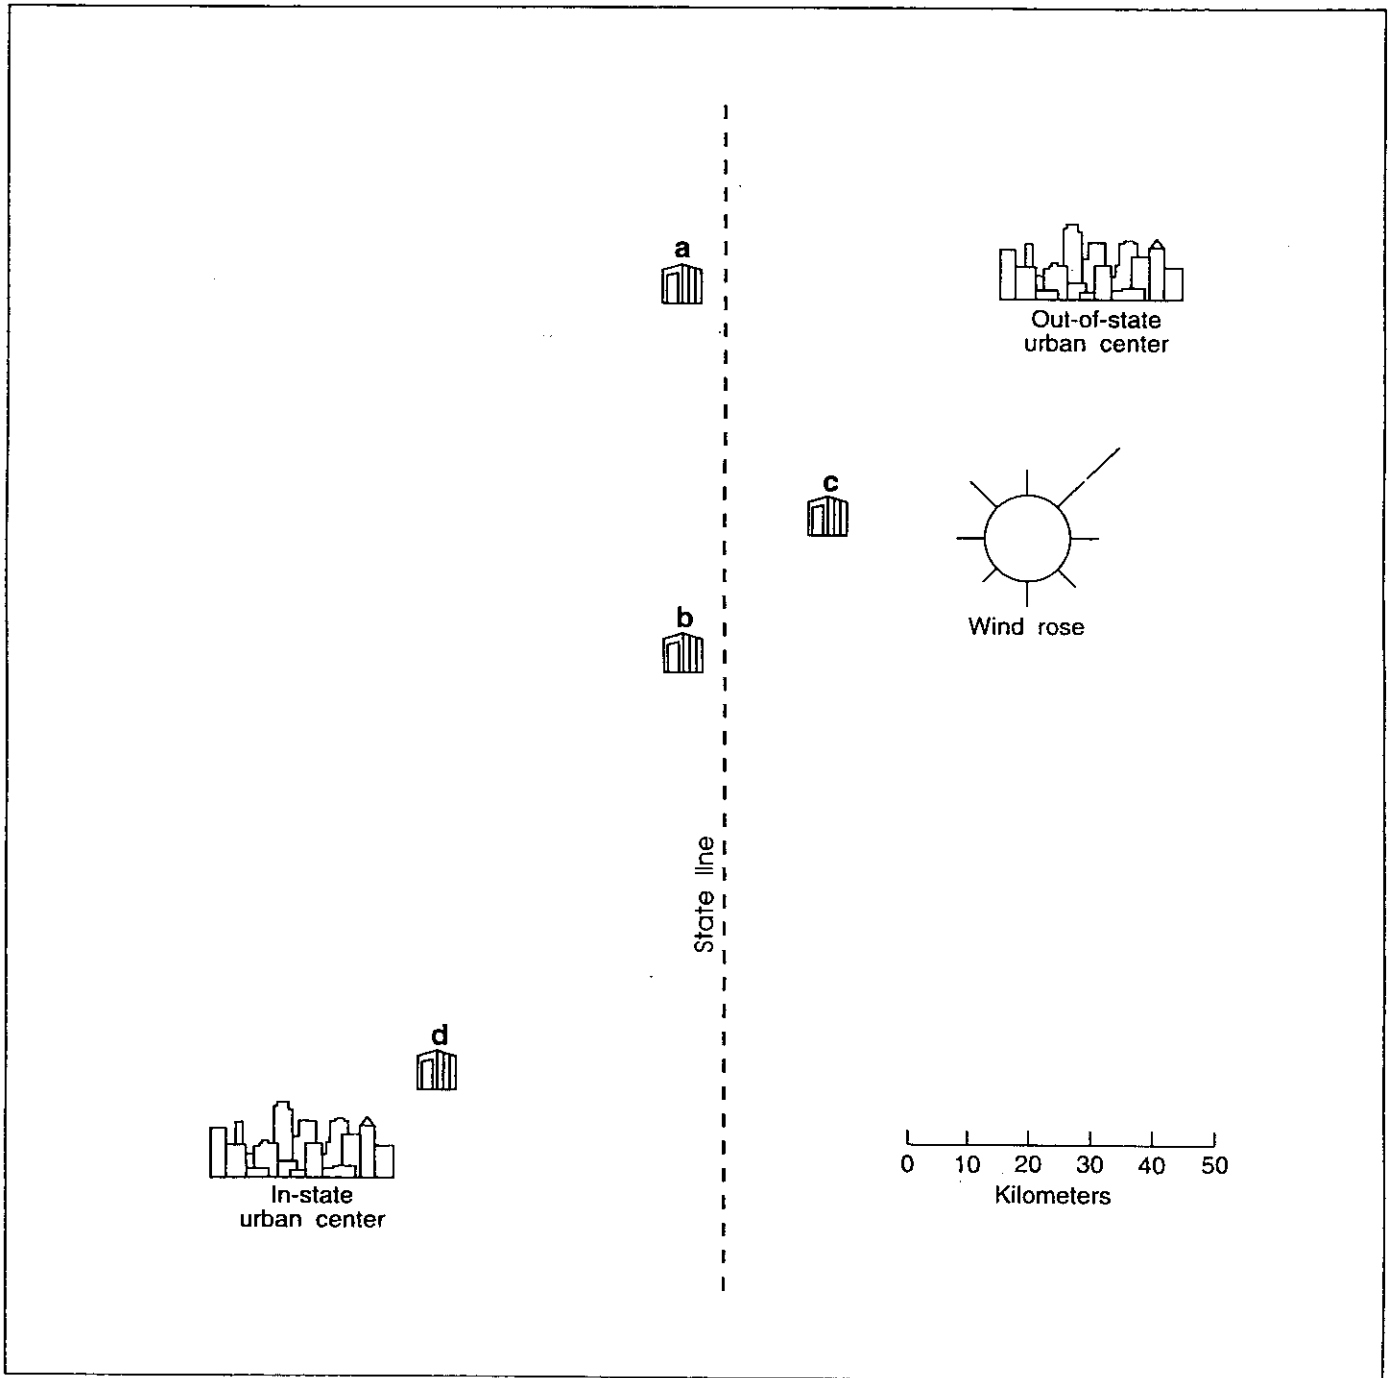 a
Out-of-state
urban center
c
b
Wind rose
State line
d
In-state
urban center
0 10 20 30 40 50
Kilometers